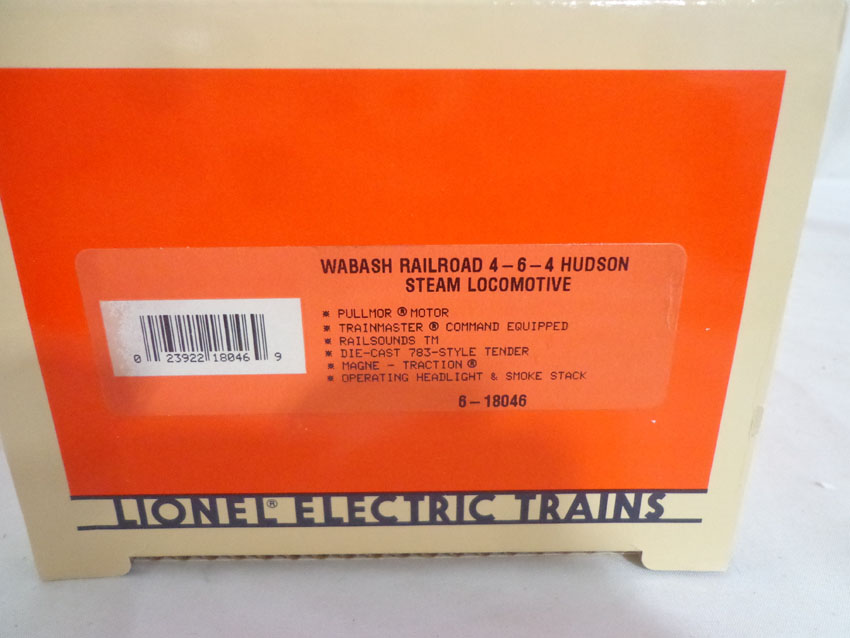 WABASH RAILROAD 4-6-4 HUDSON
STEAM LOCOMOTIVE
* PULLMOR ® MOTOR
* TRAINMASTER ® COMMAND EQUIPPED
* RAILSOUNDS TM
* DIE-CAST 783-STYLE TENDER
* MAGNE - TRACTION ®
* OPERATING HEADLIGHT & SMOKE STACK
6-18046
0 23922 18046 9
LIONEL® ELECTRIC TRAINS